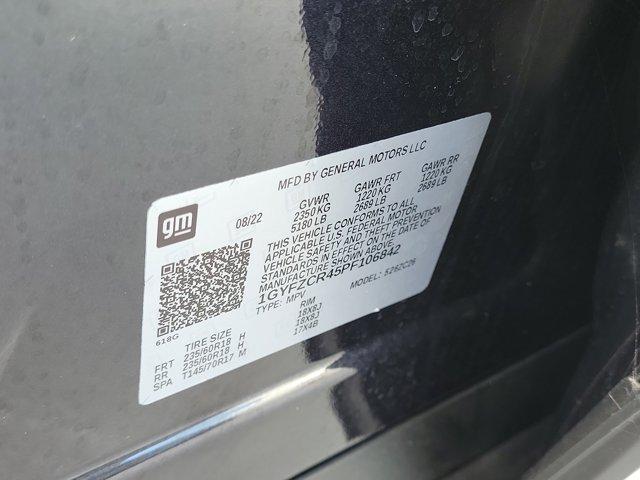 MFD BY GENERAL MOTORS LLC
gm
08/22
GVWR GAWR FRT GAWR RR
2350 KG 1220 KG 1220 KG
5180 LB 2689 LB 2689 LB
THIS VEHICLE CONFORMS TO ALL
APPLICABLE U.S. FEDERAL MOTOR
VEHICLE SAFETY AND THEFT PREVENTION
STANDARDS IN EFFECT ON THE DATE OF
MANUFACTURE SHOWN ABOVE.
1GYFZCR45PF106842
TYPE: MPV MODEL: 5262C26
618G
TIRE SIZE RIM
FRT 235/60R18 H 18X8J
RR 235/60R18 H 18X8J
SPA T145/70R17 M 17X4B